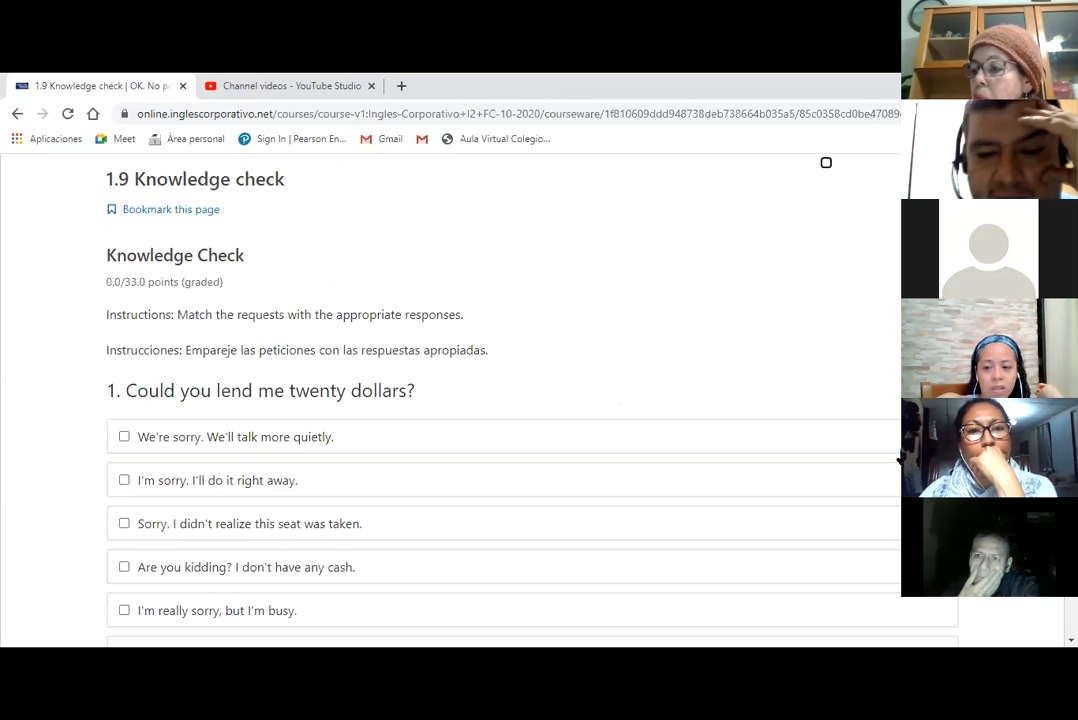 1.9 Knowledge check | OK. No p
Channel videos - YouTube Studio
online.inglescorporativo.net/courses/course-v1:Ingles-Corporativo+I2+FC-10-2020/courseware/1f810609ddd948738deb738664b035a5/85c0358cd0be47089
Aplicaciones Meet Área personal Sign In | Pearson En... Gmail Aula Virtual Colegio...
1.9 Knowledge check
Bookmark this page
Knowledge Check
0.0/33.0 points (graded)
Instructions: Match the requests with the appropriate responses.
Instrucciones: Empareje las peticiones con las respuestas apropiadas.
1. Could you lend me twenty dollars?
We're sorry. We'll talk more quietly.
I'm sorry. I'll do it right away.
Sorry. I didn't realize this seat was taken.
Are you kidding? I don't have any cash.
I'm really sorry, but I'm busy.